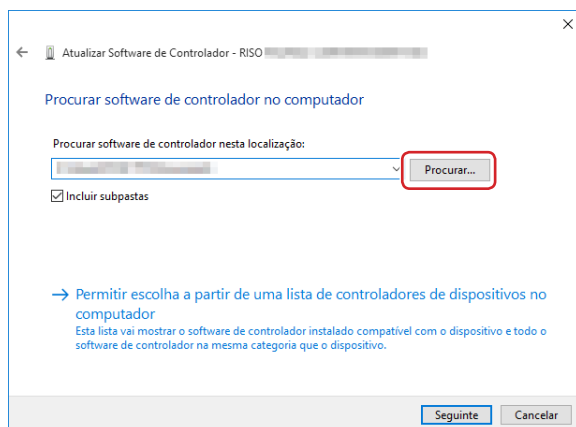 Atualizar Software de Controlador - RISO
Procurar software de controlador no computador
Procurar software de controlador nesta localização:
Procurar...
Incluir subpastas
Permitir escolha a partir de uma lista de controladores de dispositivos no
computador
Esta lista vai mostrar o software de controlador instalado compatível com o dispositivo e todo o
software de controlador na mesma categoria que o dispositivo.
Seguinte
Cancelar